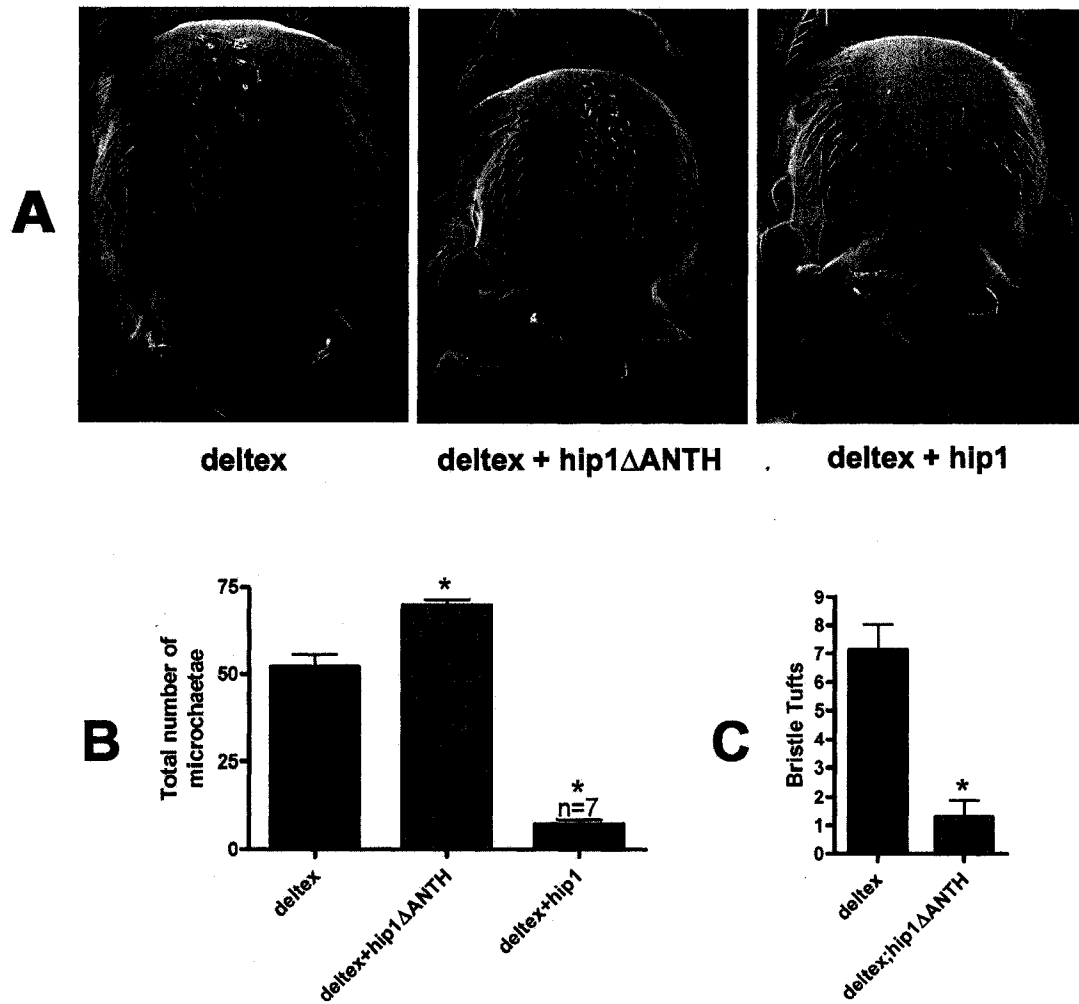 A
deltex
deltex + hip1ΔANTH
deltex + hip1
B
Total number of
microchaetae
75
50
25
0
*
*
n=7
deltex
deltex+hip1ΔANTH
deltex+hip1
C
Bristle Tufts
9
8
7
6
5
4
3
2
1
0
*
deltex
deltex;hip1ΔANTH